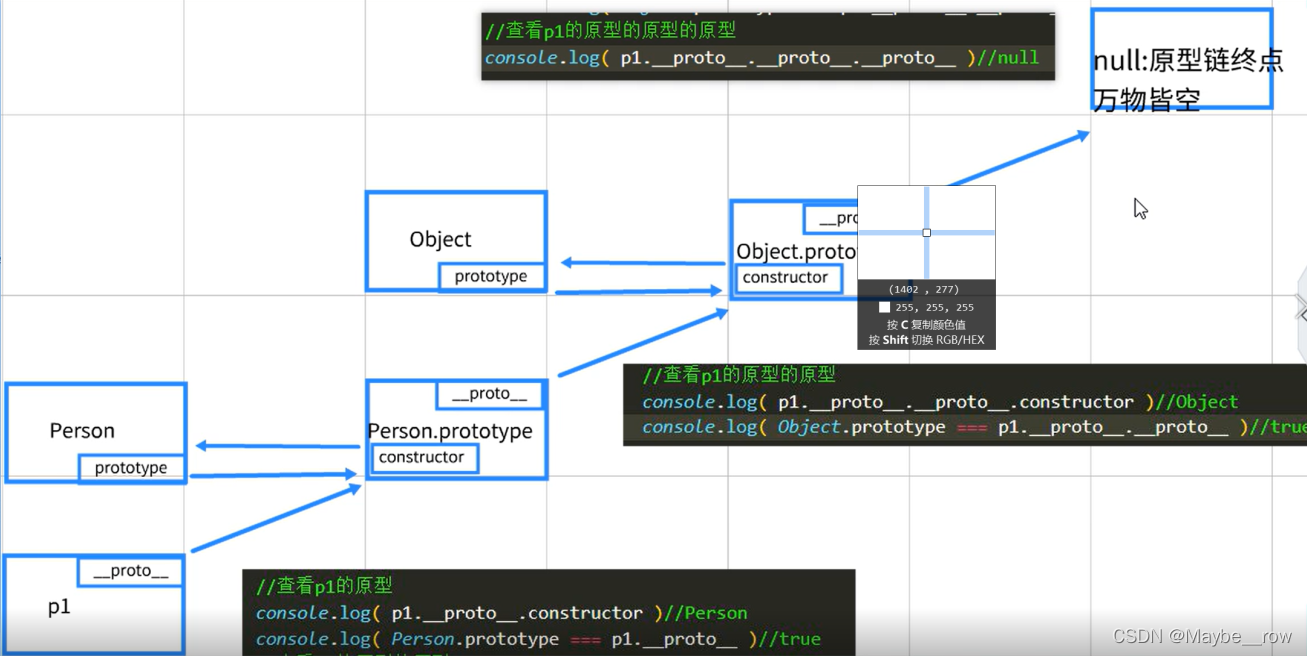 //查看p1的原型的原型的原型
console.log( p1.__proto__.__proto__.__proto__ )//null
null:原型链终点
万物皆空
Object
prototype
Object.proto
constructor
(1402 , 277)
255, 255, 255
按 C 复制颜色值
按 Shift 切换 RGB/HEX
//查看p1的原型的原型
console.log( p1.__proto__.__proto__.constructor )//Object
console.log( Object.prototype === p1.__proto__.__proto__ )//true
Person
prototype
__proto__
Person.prototype
constructor
__proto__
p1
//查看p1的原型
console.log( p1.__proto__.constructor )//Person
console.log( Person.prototype === p1.__proto__ )//true
CSDN @Maybe__row